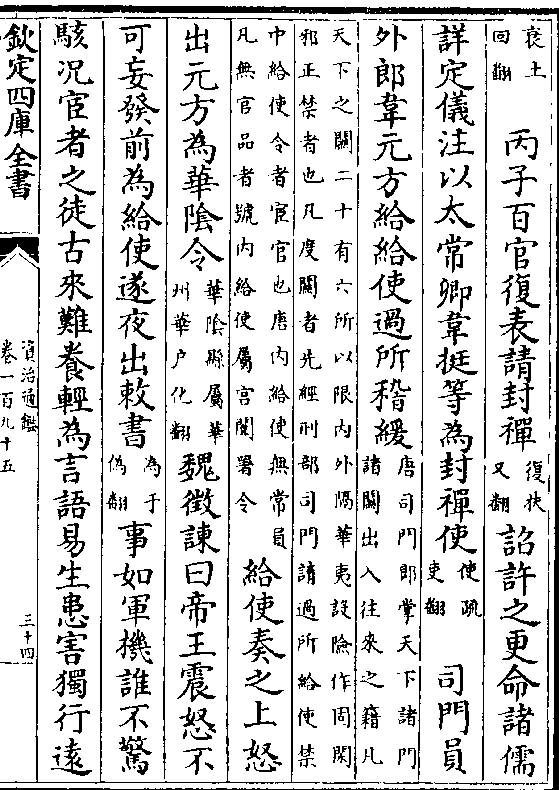 衰土
回翻
丙子百官復表請封禪
復扶
又翻
詔許之更命諸儒
詳定儀注以太常卿韋挺等為封禪使
使疏
吏翻
司門員
外郎韋元方給給使過所稽緩
唐司門郎掌天下諸門
諸關出入往來之籍凡
天下之關二十有六所以限內外隔華夷設險作固閑
邪正禁者也凡度關者先經刑部司門請過所給使禁
中給使令者宦官也唐內給使無常員
凡無官品者號內給使屬宮闈署令
給使奏之上怒
出元方為華陰令
華陰縣屬華
州華户化翻
魏徵諫曰帝王震怒不
可妄發前為給使遂夜出敕書
為于
偽翻
事如軍機誰不驚
駭況宦者之徒古來難養輕為言語易生患害獨行遠
欽定四庫全書
資治通鑑
卷一百九十五
三十四